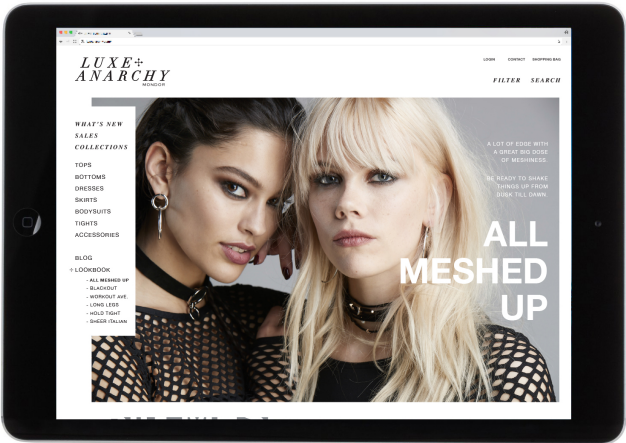 LUXE
ANARCHY
MONDOR
LOGIN CONTACT SHOPPING BAG
FILTER SEARCH
WHAT'S NEW
SALES
COLLECTIONS
TOPS
BOTTOMS
DRESSES
SKIRTS
BODYSUITS
TIGHTS
ACCESSORIES
BLOG
LOOKBOOK
- ALL MESHED UP
- BLACKOUT
- WORKOUT AVE.
- LONG LEGS
- HOLD TIGHT
- SHEER ITALIAN
A LOT OF EDGE WITH
A GREAT BIG DOSE
OF MESHINESS.
BE READY TO SHAKE
THINGS UP FROM
DUSK TILL DAWN.
ALL
MESHED
UP